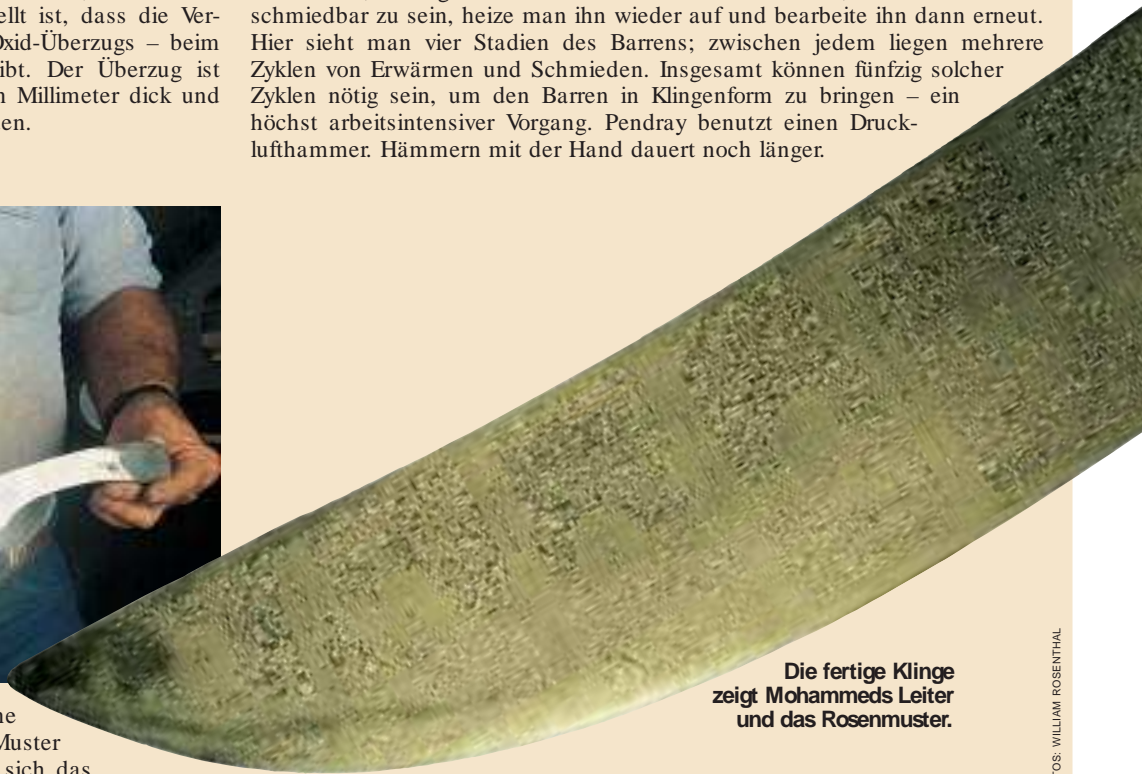 ellt ist, dass die Ver-
Oxid-Überzugs – beim
ibt. Der Überzug ist
n Millimeter dick und
en.
schmiedbar zu sein, heize man ihn wieder auf und bearbeite ihn dann erneut.
Hier sieht man vier Stadien des Barrens; zwischen jedem liegen mehrere
Zyklen von Erwärmen und Schmieden. Insgesamt können fünfzig solcher
Zyklen nötig sein, um den Barren in Klingenform zu bringen – ein
höchst arbeitsintensiver Vorgang. Pendray benutzt einen Druck-
lufthammer. Hämmern mit der Hand dauert noch länger.
ne
Muster
sich das
Die fertige Klinge
zeigt Mohammeds Leiter
und das Rosenmuster.
TOS: WILLIAM ROSENTHAL